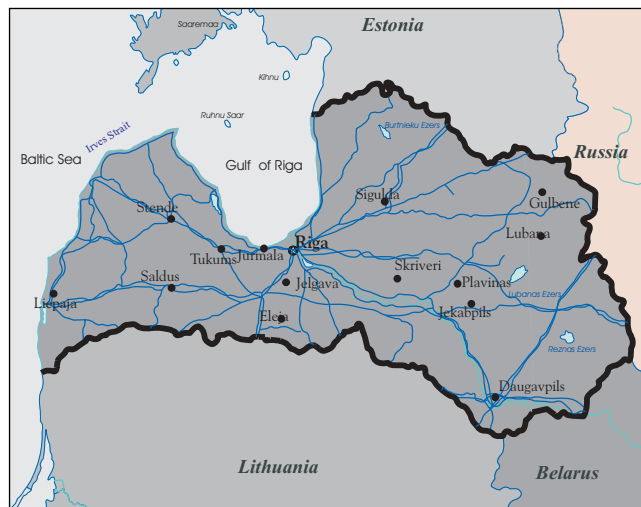 Saaremaa
Estonia
Kihnu
Ruhnu Saar
Burtnieku Ezers
Irves Strait
Baltic Sea
Gulf of Riga
Russia
Sigulda
Gulbene
Stende
Lubana
Riga
Tukums
Jurmala
Skriveri
Saldus
Jelgava
Plavinas
Liepaja
Lubanas Ezers
Jekabpils
Eleja
Reznas Ezers
Daugavpils
Lithuania
Belarus